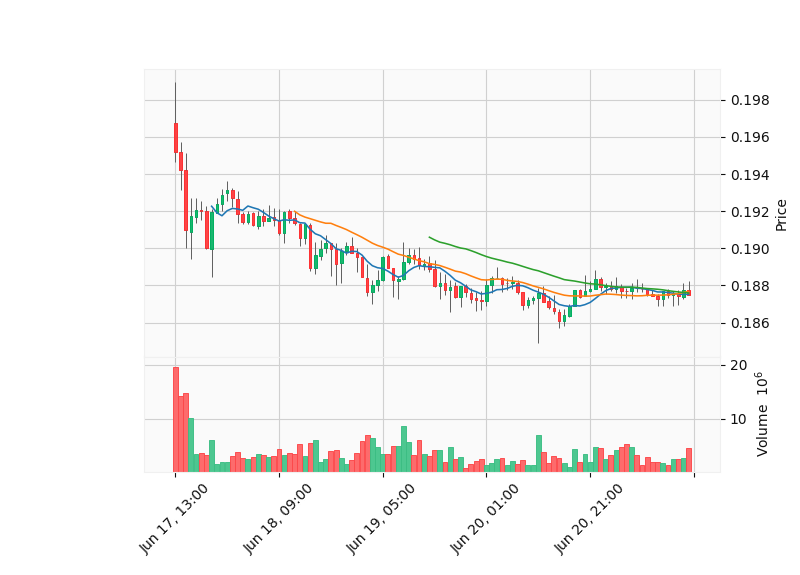 0.198
0.196
0.194
0.192
0.190
0.188
0.186
Price
20
10
Volume 10⁶
Jun 17, 13:00
Jun 18, 09:00
Jun 19, 05:00
Jun 20, 01:00
Jun 20, 21:00